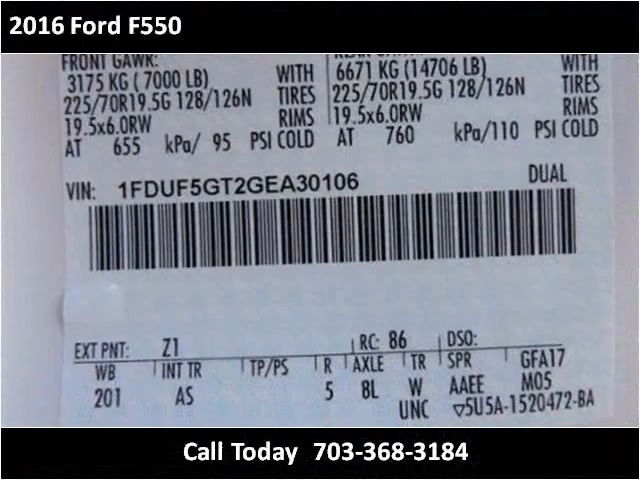 2016 Ford F550
FRONT GAWR:
3175 KG (7000 LB) WITH
225/70R19.5G 128/126N TIRES
19.5x6.0RW RIMS
AT 655 kPa/ 95 PSI COLD
6671 KG (14706 LB) WITH
225/70R19.5G 128/126N TIRES
19.5x6.0RW RIMS
AT 760 kPa/110 PSI COLD
VIN: 1FDUF5GT2GEA30106
DUAL
EXT PNT: Z1 RC: 86 DSO:
WB INT TR TP/PS R AXLE TR SPR GFA17
201 AS 5 8L W AAEE M05
UNC ▽5U5A-1520472-BA
Call Today 703-368-3184